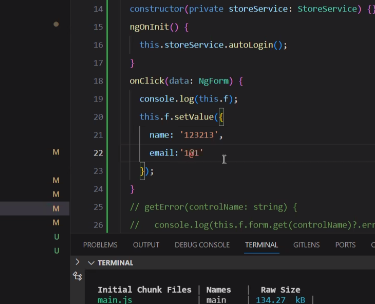 14 constructor(private storeService: StoreService) {}
15 ngOnInit() {
16 this.storeService.autoLogin();
17 }
18 onClick(data: NgForm) {
19 console.log(this.f);
20 this.f.setValue({
21 name: '123213',
22 email:'1@1'
M
23 });
24 }
M
25 // getError(controlName: string) {
M
M
26 // console.log(this.f.form.get(controlName)?.err
M
U
PROBLEMS OUTPUT DEBUG CONSOLE TERMINAL GITLENS PORTS CO
U
TERMINAL
Initial Chunk Files | Names | Raw Size
main.js | main | 134.27 kB |